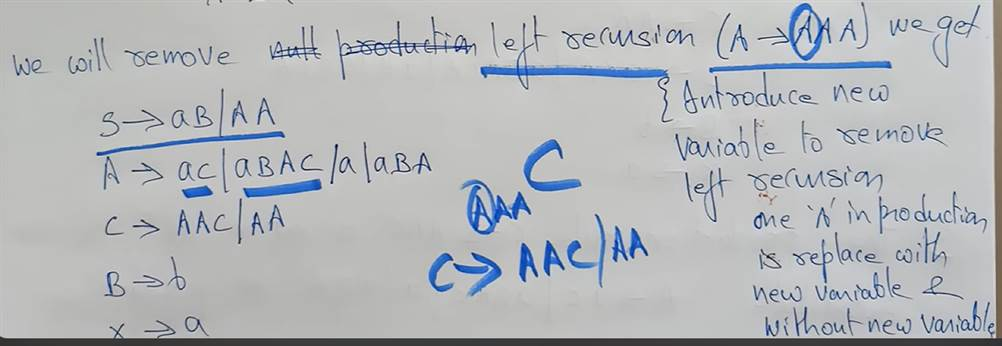 we will remove null production left recursion (A → AAA) we get
S → aB/AA
A → aC/aBAC/a/aBA
C → AAC/AA
B → b
X → a
C
AAA
C → AAC/AA
{ Antroduce new
variable to remove
left recursion
one 'A' in production
is replace with
new variable &
without new variable